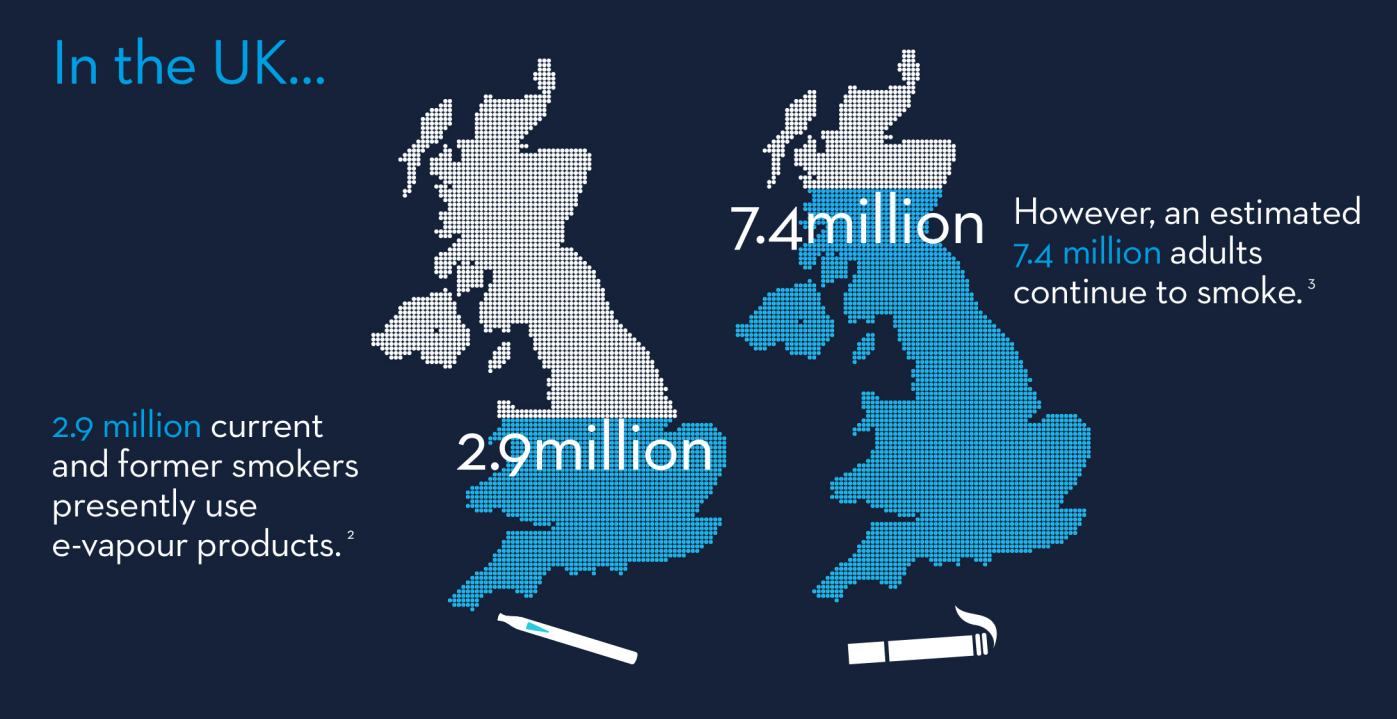 In the UK...
7.4million
However, an estimated
7.4 million adults
continue to smoke. 3
2.9 million current
and former smokers
presently use
e-vapour products. 2
2.9million